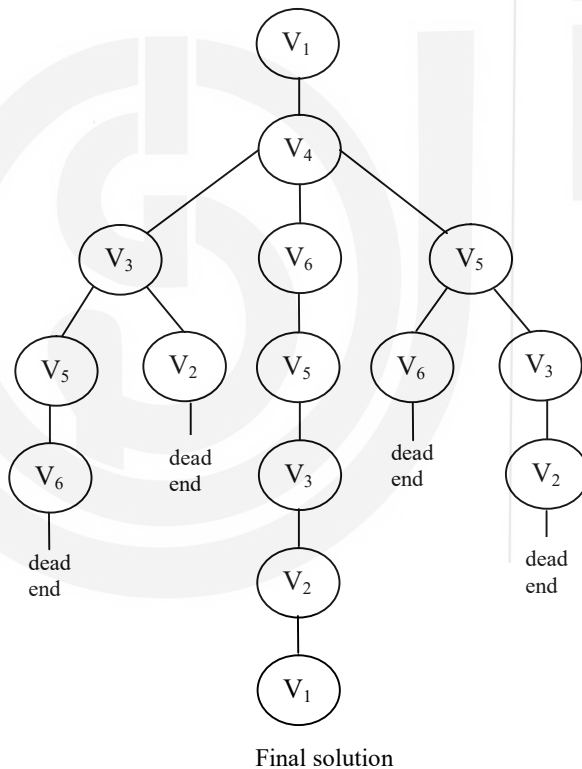 V₁
V₄
V₃ V₆ V₅
V₅ V₂ V₅ V₆ V₃
dead
end
dead
end
V₆ V₃ V₂
dead
end
dead
end
V₂
V₁
Final solution